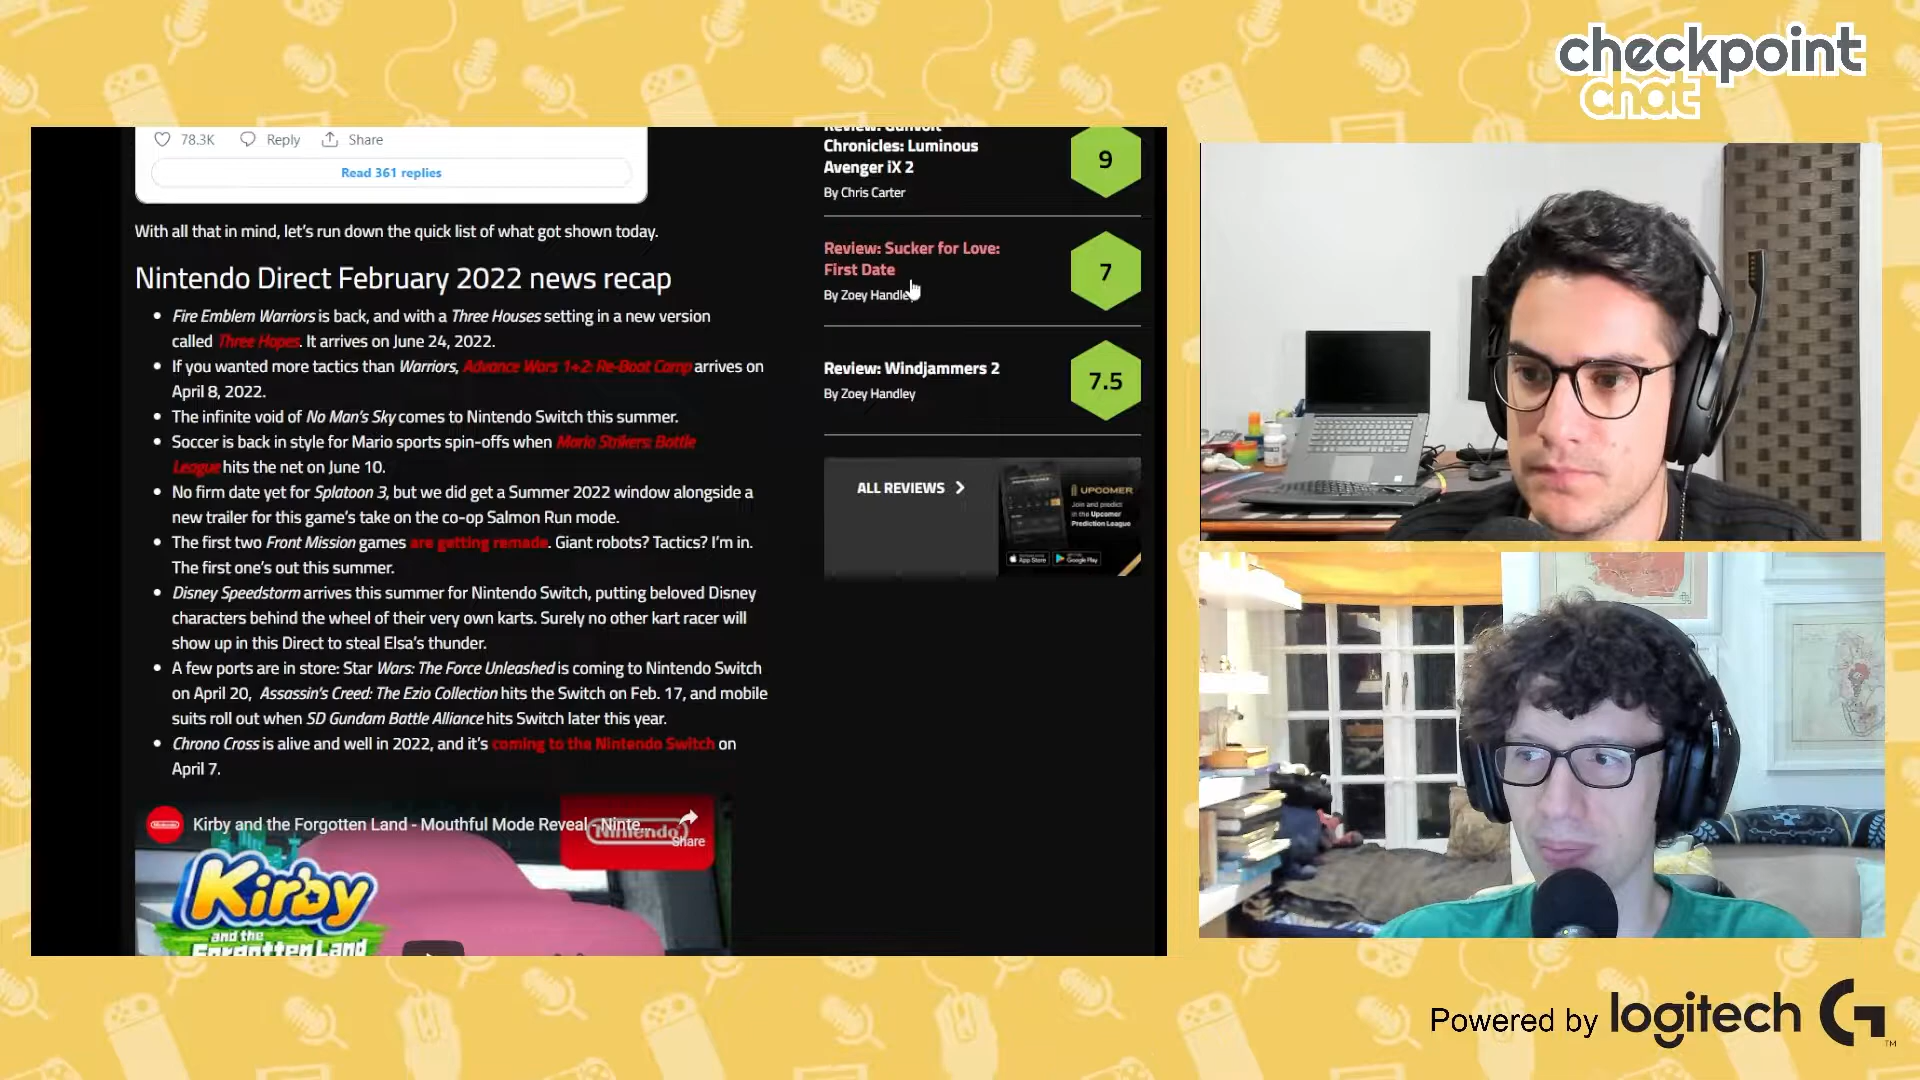 checkpoint
chat
78.3K Reply Share
Read 361 replies
With all that in mind, let's run down the quick list of what got shown today.
Nintendo Direct February 2022 news recap
Fire Emblem Warriors is back, and with a Three Houses setting in a new version
called Three Hopes. It arrives on June 24, 2022.
If you wanted more tactics than Warriors, Advance Wars 1+2: Re-Boot Camp arrives on
April 8, 2022.
The infinite void of No Man's Sky comes to Nintendo Switch this summer.
Soccer is back in style for Mario sports spin-offs when Mario Strikers: Battle
League hits the net on June 10.
No firm date yet for Splatoon 3, but we did get a Summer 2022 window alongside a
new trailer for this game's take on the co-op Salmon Run mode.
The first two Front Mission games are getting remade. Giant robots? Tactics? I'm in.
The first one's out this summer.
Disney Speedstorm arrives this summer for Nintendo Switch, putting beloved Disney
characters behind the wheel of their very own karts. Surely no other kart racer will
show up in this Direct to steal Elsa's thunder.
A few ports are in store: Star Wars: The Force Unleashed is coming to Nintendo Switch
on April 20, Assassin's Creed: The Ezio Collection hits the Switch on Feb. 17, and mobile
suits roll out when SD Gundam Battle Alliance hits Switch later this year.
Chrono Cross is alive and well in 2022, and it's coming to the Nintendo Switch on
April 7.
Kirby and the Forgotten Land - Mouthful Mode Reveal - Ninte...
Nintendo
Share
Kirby
and the
Forgotten Land
Review: Gunvolt
Chronicles: Luminous
Avenger iX 2
By Chris Carter
9
Review: Sucker for Love:
First Date
By Zoey Handley
7
Review: Windjammers 2
By Zoey Handley
7.5
ALL REVIEWS
UPCOMER
Join and predict
in the Upcomer
Prediction League
App Store
Google Play
Powered by logitech G